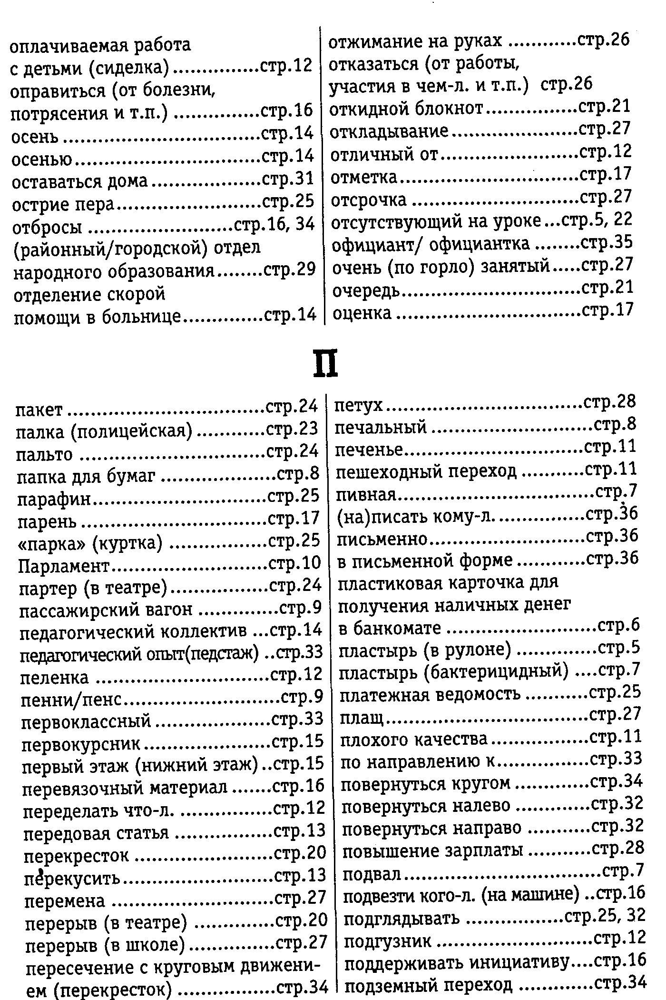 оплачиваемая работа
с детьми (сиделка)...............стр.12
оправиться (от болезни,
потрясения и т.п.) ...............стр.16
осень ..................................стр.14
осенью................................стр.14
оставаться дома...................стр.31
острие пера.........................стр.25
отбросы .........................стр.16, 34
(районный/городской) отдел
народного образования........стр.29
отделение скорой
помощи в больнице..............стр.14
отжимание на руках ............стр.26
отказаться (от работы,
участия в чем-л. и т.п.) стр.26
откидной блокнот................стр.21
откладывание......................стр.27
отличный от........................стр.12
отметка...............................стр.17
отсрочка .............................стр.27
отсутствующий на уроке...стр.5, 22
официант/ официантка ........стр.35
очень (по горло) занятый.....стр.27
очередь...............................стр.21
оценка ................................стр.17
П
пакет ..................................стр.24
палка (полицейская)............стр.23
пальто ................................стр.24
папка для бумаг ....................стр.8
парафин..............................стр.25
парень ................................стр.17
«парка» (куртка) .................стр.25
Парламент...........................стр.10
партер (в театре).................стр.24
пассажирский вагон ..............стр.9
педагогический коллектив ...стр.14
педагогический опыт(педстаж) ..стр.33
пеленка ..............................стр.12
пенни/пенс...........................стр.9
первоклассный ....................стр.33
первокурсник......................стр.15
первый этаж (нижний этаж)..стр.15
перевязочный материал .......стр.16
переделать что-л. ................стр.12
передовая статья .................стр.13
перекресток ........................стр.20
перекусить..........................стр.13
перемена ............................стр.27
перерыв (в театре) ..............стр.20
перерыв (в школе)...............стр.27
пересечение с круговым движени-
ем (перекресток) .................стр.34
петух..................................стр.28
печальный ............................стр.8
печенье...............................стр.11
пешеходный переход ...........стр.11
пивная..................................стр.7
(на)писать кому-л. ...............стр.36
письменно...........................стр.36
в письменной форме ............стр.36
пластиковая карточка для
получения наличных денег
в банкомате ..........................стр.6
пластырь (в рулоне) ..............стр.5
пластырь (бактерицидный) ....стр.7
платежная ведомость ...........стр.25
плащ...................................стр.27
плохого качества.................стр.11
по направлению к................стр.33
повернуться кругом .............стр.34
повернуться налево .............стр.32
повернуться направо ...........стр.32
повышение зарплаты ...........стр.28
подвал..................................стр.7
подвезти кого-л. (на машине) ..стр.16
подглядывать .................стр.25, 32
подгузник ...........................стр.12
поддерживать инициативу....стр.16
подземный переход .............стр.34